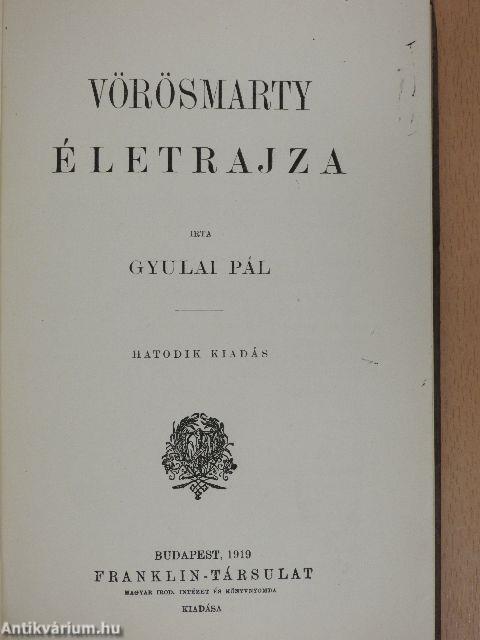 VÖRÖSMARTY
ÉLETRAJZA
IRTA
GYULAI PÁL
HATODIK KIADÁS
BUDAPEST, 1919
FRANKLIN-TÁRSULAT
MAGYAR IROD. INTÉZET ÉS KÖNYVNYOMDA
KIADÁSA
Antikvárium.hu